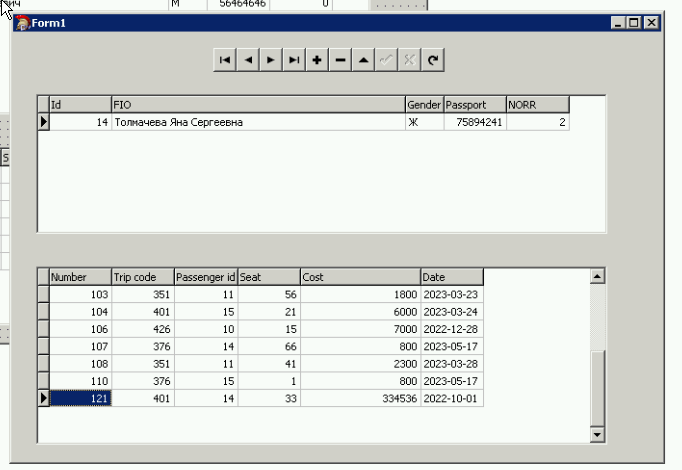 М 56464646 0
Form1
Id FIO Gender Passport NORR
14 Толмачева Яна Сергеевна Ж 75894241 2
Number Trip code Passenger id Seat Cost Date
103 351 11 56 1800 2023-03-23
104 401 15 21 6000 2023-03-24
106 426 10 15 7000 2022-12-28
107 376 14 66 800 2023-05-17
108 351 11 41 2300 2023-03-28
110 376 15 1 800 2023-05-17
121 401 14 33 334536 2022-10-01